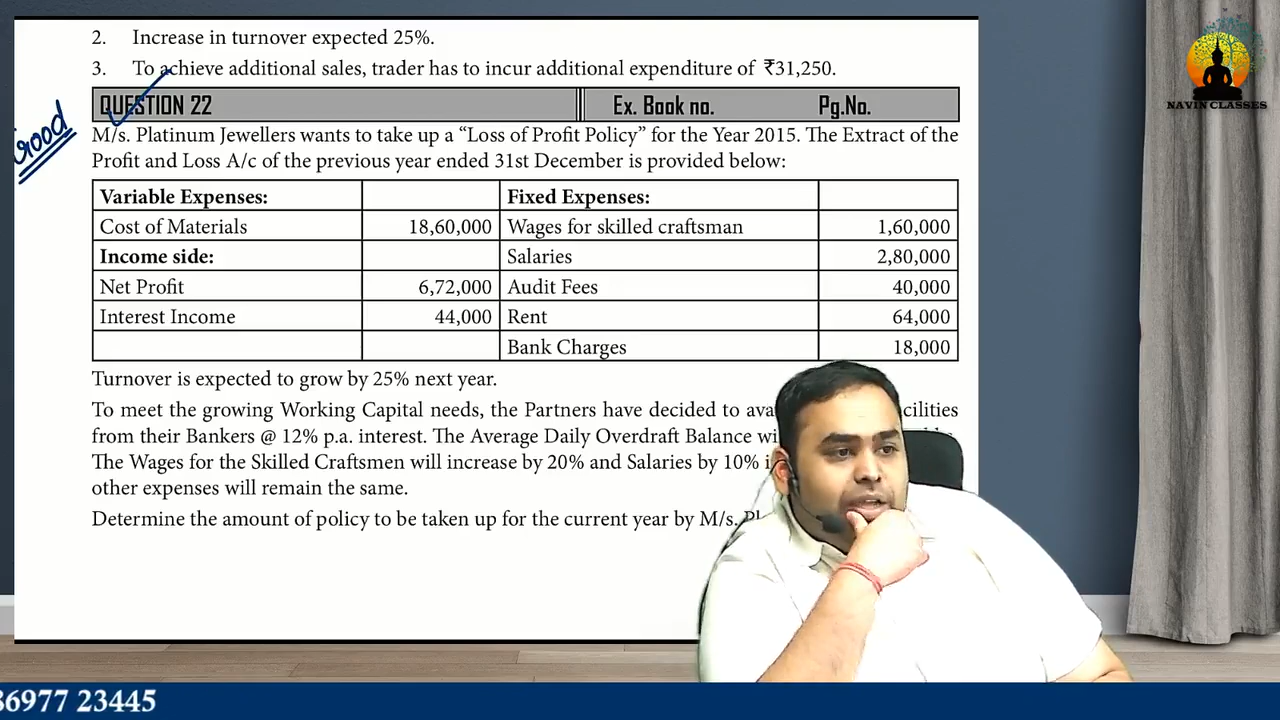 2. Increase in turnover expected 25%.
3. To achieve additional sales, trader has to incur additional expenditure of ₹31,250.
QUESTION 22 Ex. Book no. Pg.No.
Good
M/s. Platinum Jewellers wants to take up a “Loss of Profit Policy” for the Year 2015. The Extract of the
Profit and Loss A/c of the previous year ended 31st December is provided below:
Variable Expenses: Fixed Expenses:
Cost of Materials 18,60,000 Wages for skilled craftsman 1,60,000
Income side: Salaries 2,80,000
Net Profit 6,72,000 Audit Fees 40,000
Interest Income 44,000 Rent 64,000
Bank Charges 18,000
Turnover is expected to grow by 25% next year.
To meet the growing Working Capital needs, the Partners have decided to
from their Bankers @ 12% p.a. interest. The Average Daily Overdraft Balance
The Wages for the Skilled Craftsmen will increase by 20% and Salaries by 10%
other expenses will remain the same.
Determine the amount of policy to be taken up for the current year by M/s.
NAVIN CLASSES
86977 23445